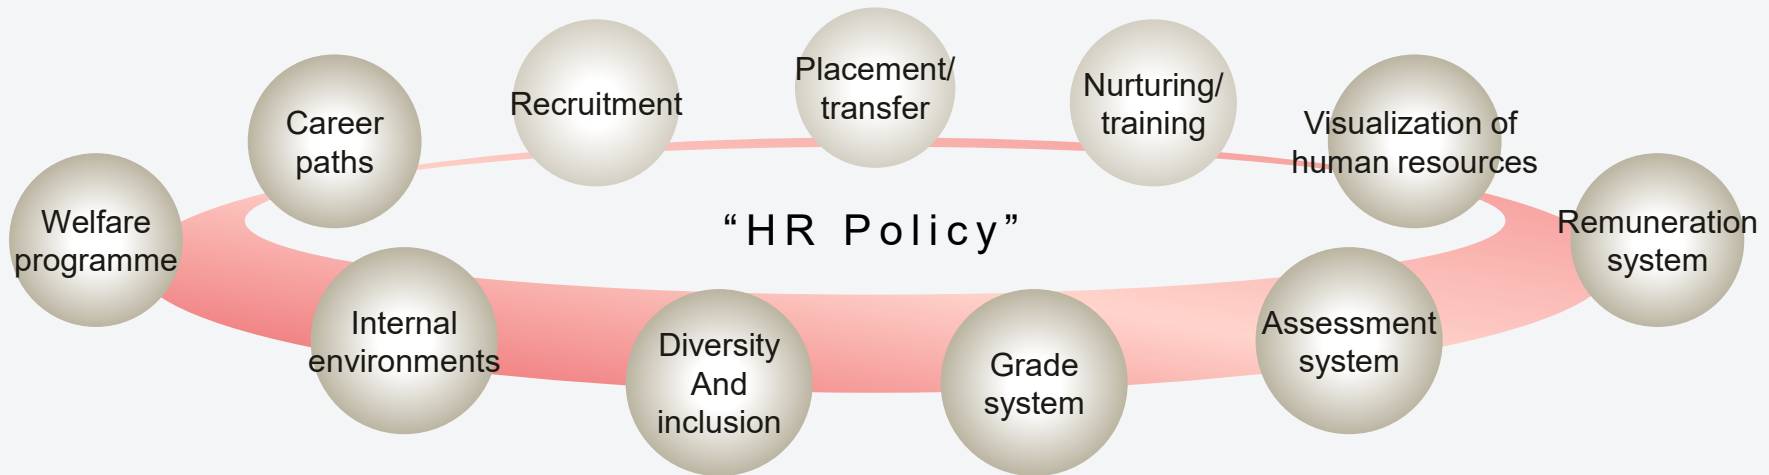 Placement/
transfer
Nurturing/
training
Recruitment
Career
paths
Visualization of
human resources
Welfare
programme
“HR Policy”
Remuneration
system
Internal
environments
Diversity
And
inclusion
Grade
system
Assessment
system